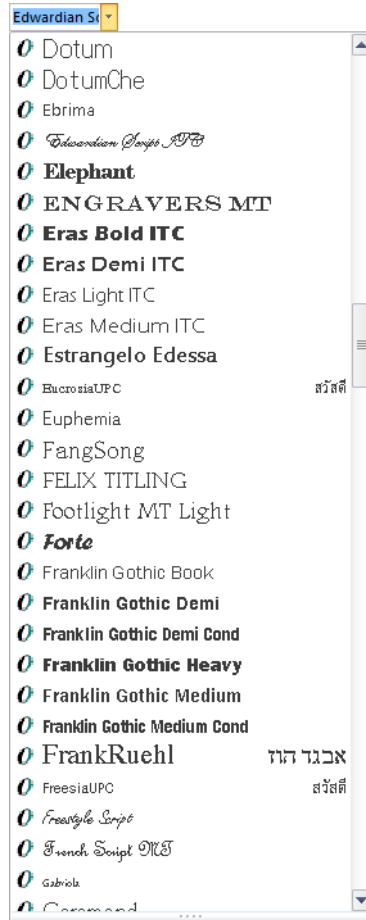 Edwardian Sc
Dotum
DotumChe
Ebrima
Edwardian Script ITC
Elephant
ENGRAVERS MT
Eras Bold ITC
Eras Demi ITC
Eras Light ITC
Eras Medium ITC
Estrangelo Edessa
EucrosiaUPC สวัสดี
Euphemia
FangSong
FELIX TITLING
Footlight MT Light
Forte
Franklin Gothic Book
Franklin Gothic Demi
Franklin Gothic Demi Cond
Franklin Gothic Heavy
Franklin Gothic Medium
Franklin Gothic Medium Cond
FrankRuehl אבגד הוז
FreesiaUPC สวัสดี
Freestyle Script
French Script MT
Gabriola
Garamond